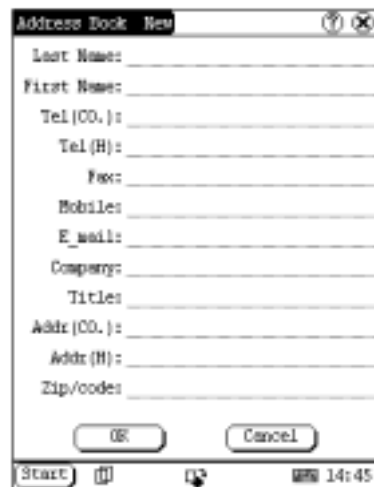 Address Book New
Last Name:
First Name:
Tel(CO.):
Tel(H):
Fax:
Mobile:
E_mail:
Company:
Title:
Addr(CO.):
Addr(H):
Zip/code:
OK Cancel
Start 14:45